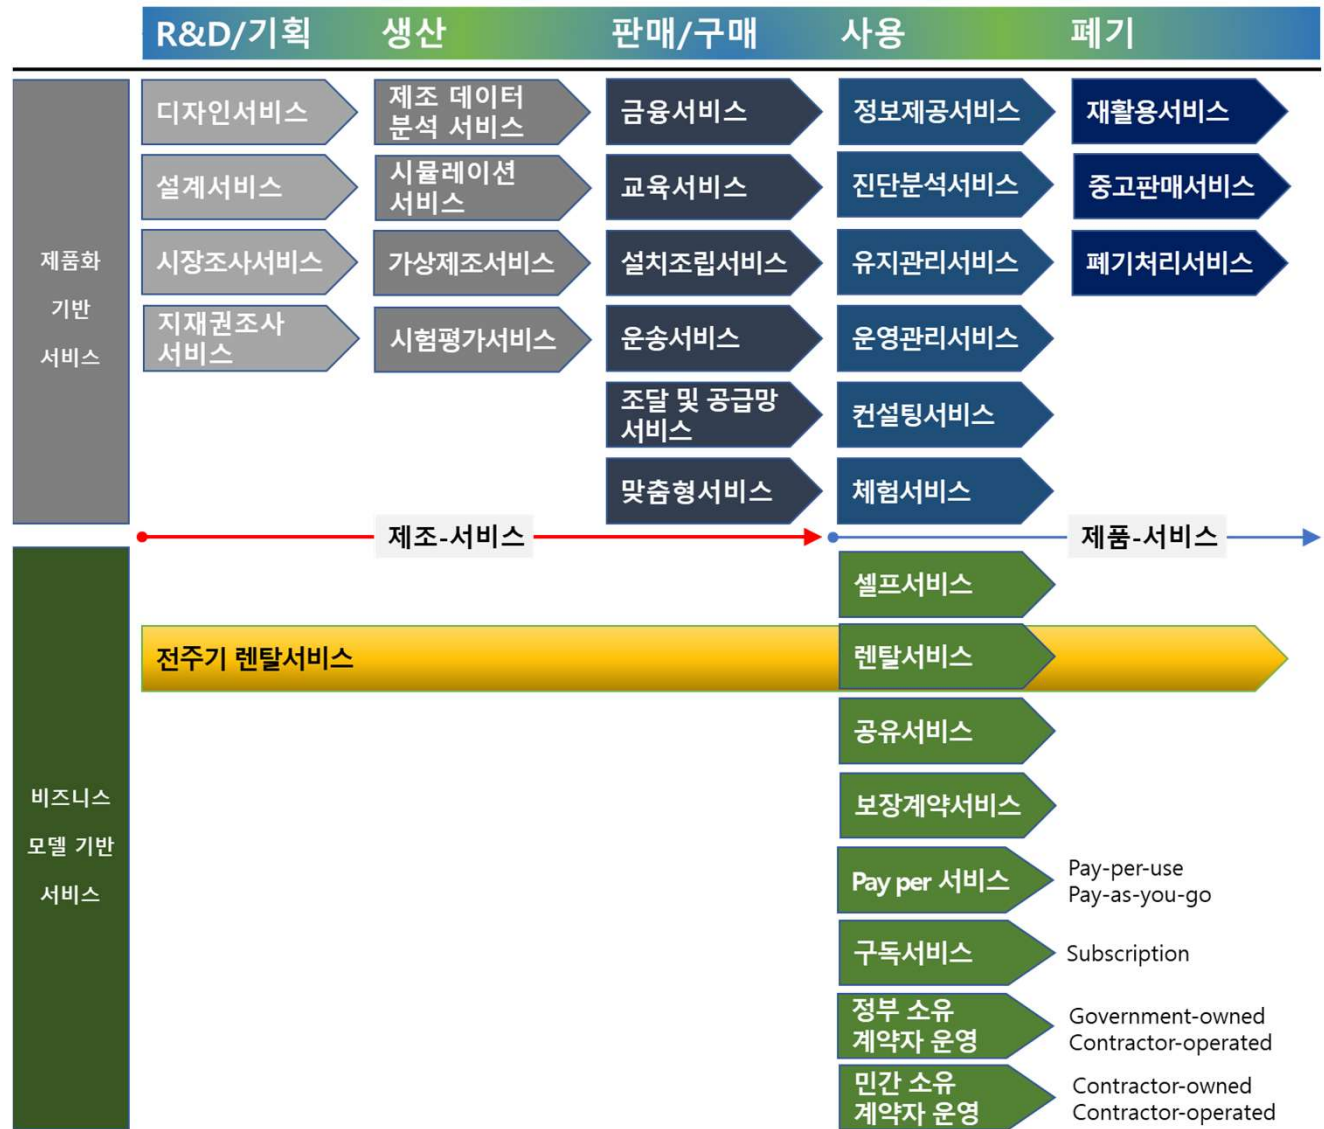 R&D/기획 생산 판매/구매 사용 폐기
제품화
기반
서비스
디자인서비스
설계서비스
시장조사서비스
지재권조사
서비스
제조 데이터
분석 서비스
시뮬레이션
서비스
가상제조서비스
시험평가서비스
금융서비스
교육서비스
설치조립서비스
운송서비스
조달 및 공급망
서비스
맞춤형서비스
정보제공서비스
진단분석서비스
유지관리서비스
운영관리서비스
컨설팅서비스
체험서비스
재활용서비스
중고판매서비스
폐기처리서비스
제조-서비스
제품-서비스
비즈니스
모델 기반
서비스
셀프서비스
전주기 렌탈서비스
렌탈서비스
공유서비스
보장계약서비스
Pay per 서비스
Pay-per-use
Pay-as-you-go
구독서비스
Subscription
정부 소유
계약자 운영
Government-owned
Contractor-operated
민간 소유
계약자 운영
Contractor-owned
Contractor-operated